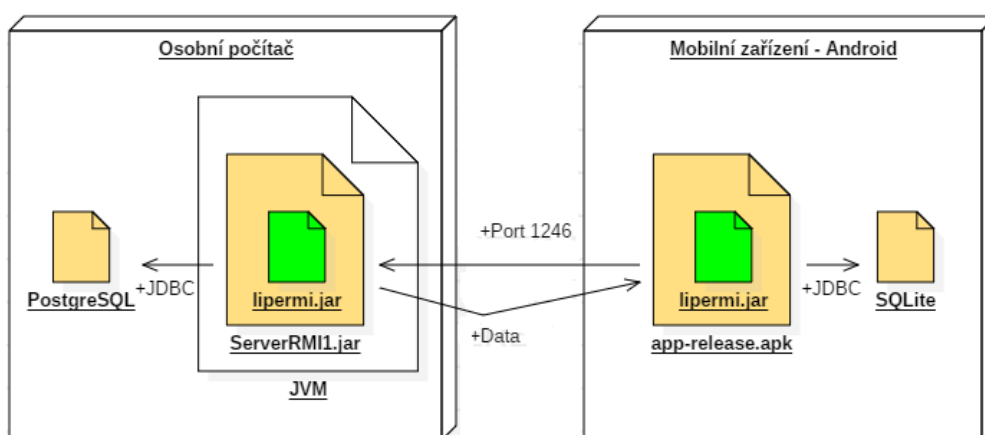 Osobní počítač
Mobilní zařízení - Android
+Port 1246
+JDBC
PostgreSQL
lipermi.jar
ServerRMI1.jar
JVM
+Data
lipermi.jar
app-release.apk
+JDBC
SQLite